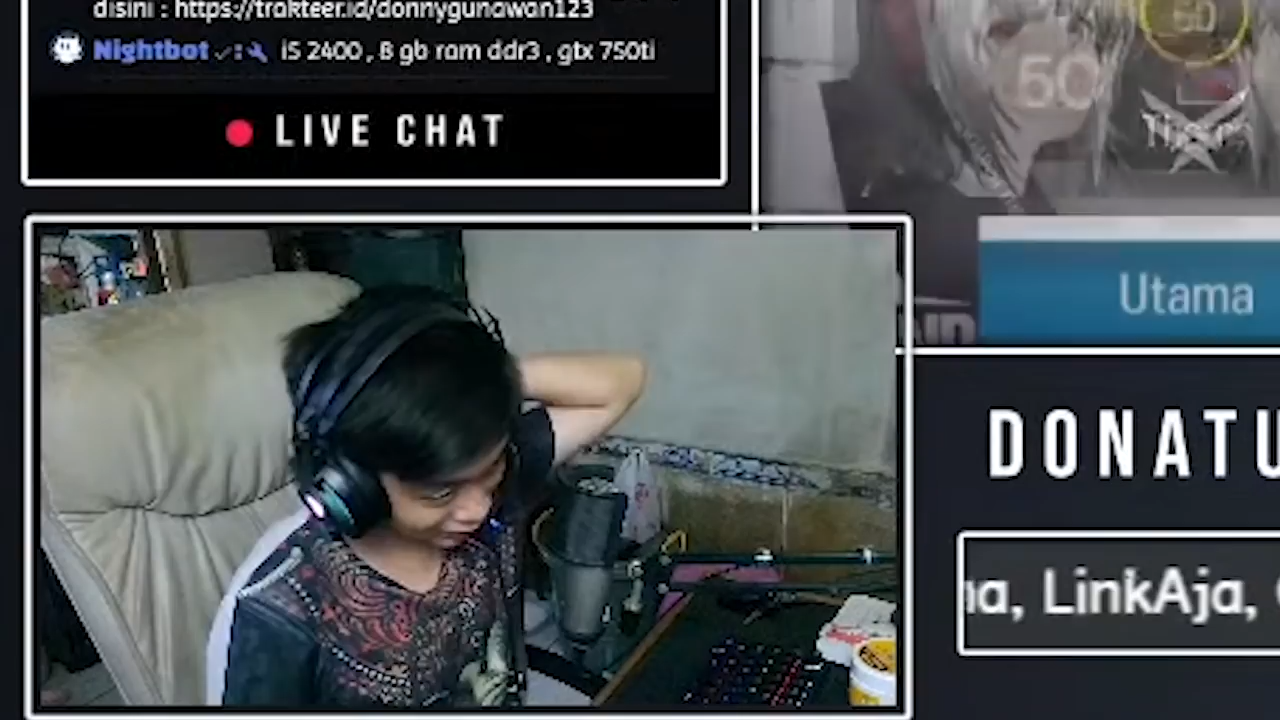 disini : https://trakteer.id/donnygunawan123
Nightbot : i5 2400 , 8 gb ram ddr3 , gtx 750ti
LIVE CHAT
60
50
Utama
DONATU
a, LinkAja,